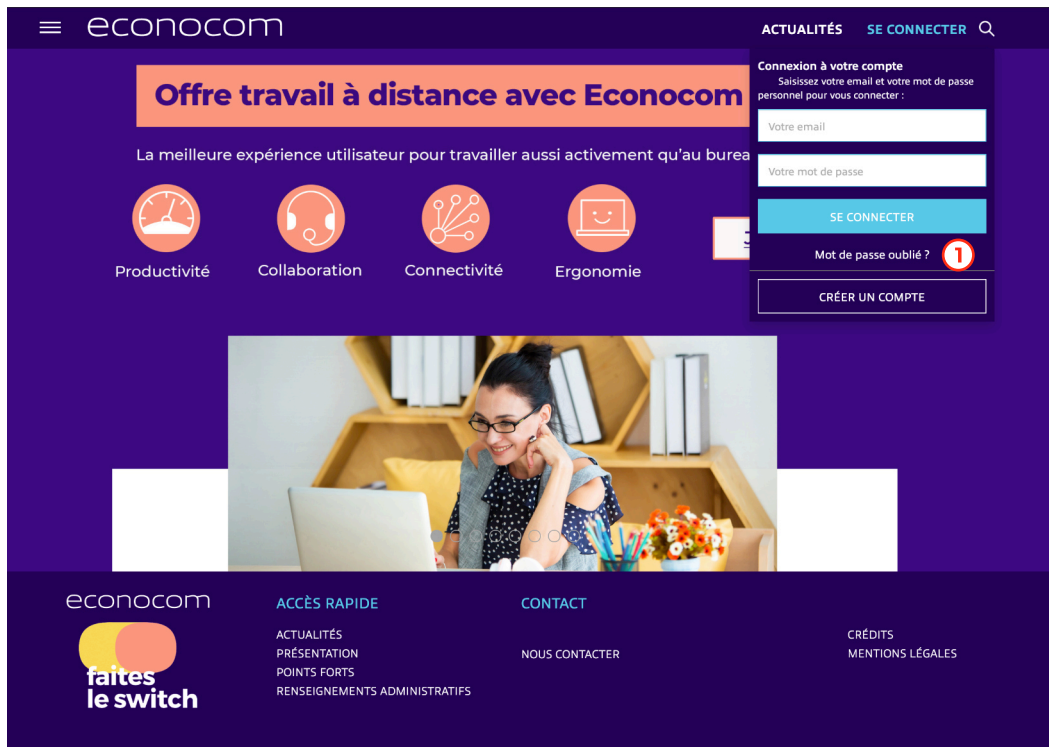 econocom
ACTUALITÉS
SE CONNECTER
Offre travail à distance avec Econocom
La meilleure expérience utilisateur pour travailler aussi activement qu'au
Productivité
Collaboration
Connectivité
Ergonomie
Connexion à votre compte
Saisissez votre email et votre mot de passe
personnel pour vous connecter :
Votre email
Votre mot de passe
SE CONNECTER
Mot de passe oublié ?
1
CRÉER UN COMPTE
econocom
faites
le switch
ACCÈS RAPIDE
ACTUALITÉS
PRÉSENTATION
POINTS FORTS
RENSEIGNEMENTS ADMINISTRATIFS
CONTACT
NOUS CONTACTER
CRÉDITS
MENTIONS LÉGALES